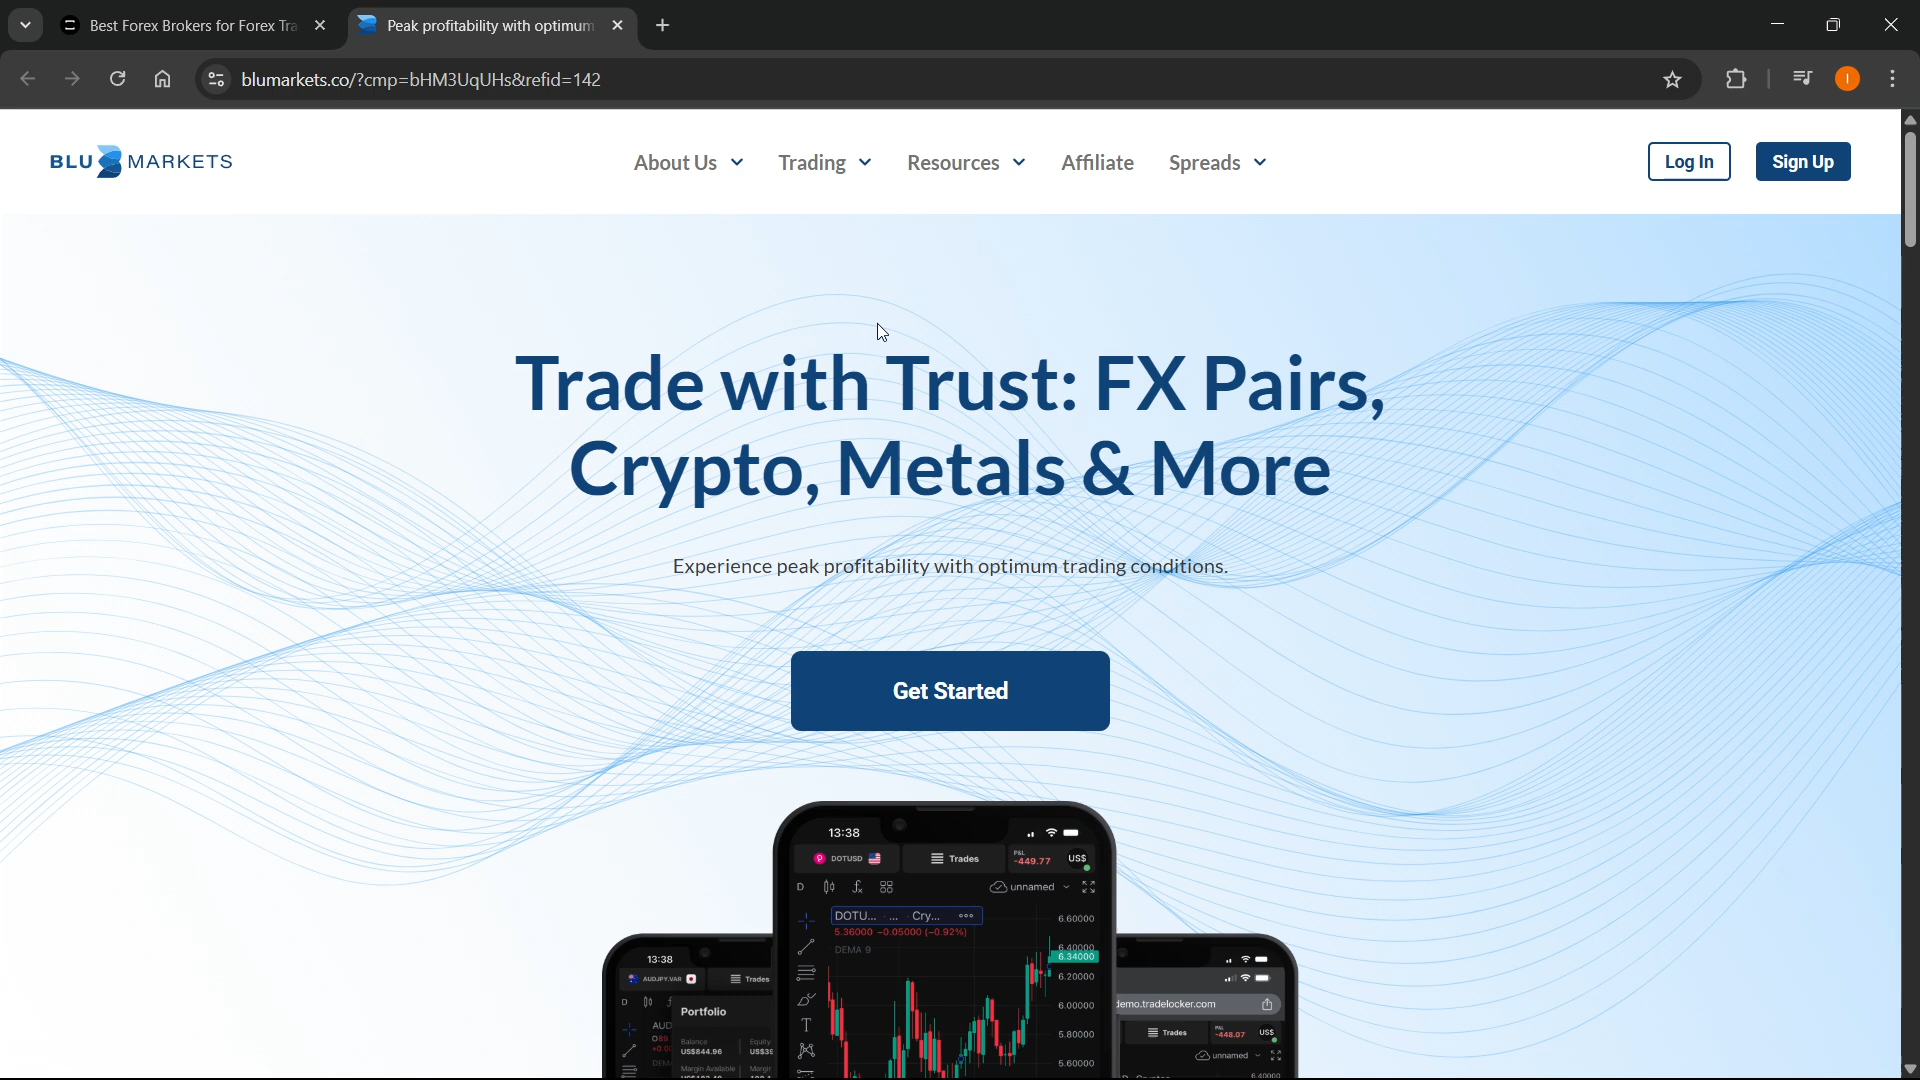 Best Forex Brokers for Forex Tra
Peak profitability with optimum
blumarkets.co/?cmp=bHM3UqUHs&refid=142
I
BLU MARKETS
About Us
Trading
Resources
Affiliate
Spreads
Log In
Sign Up
Trade with Trust: FX Pairs,
Crypto, Metals & More
Experience peak profitability with optimum trading conditions.
Get Started
13:38
DOTUSD
Trades
P&L
-449.77
US$
D
unnamed
DOTU... ... Cry...
5.36000 -0.05000 (-0.92%)
DEMA 9
6.60000
6.40000
6.34000
6.20000
6.00000
5.80000
5.60000
13:38
AUDJPY.VAR
Trades
D
Portfolio
AUD
Balance
Equity
US$844.96
Margin Available
demo.tradelocker.com
Trades
P&L
-448.07
US$
unnamed
6.40000